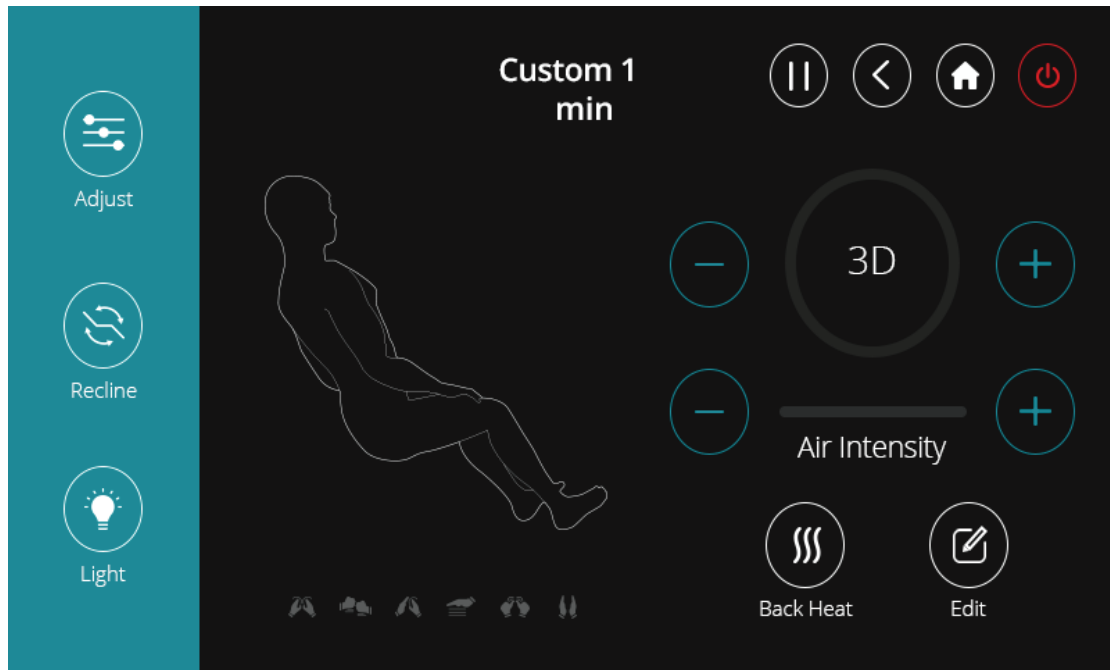 Custom 1
min
Adjust
3D
Recline
Air Intensity
Light
Back Heat
Edit